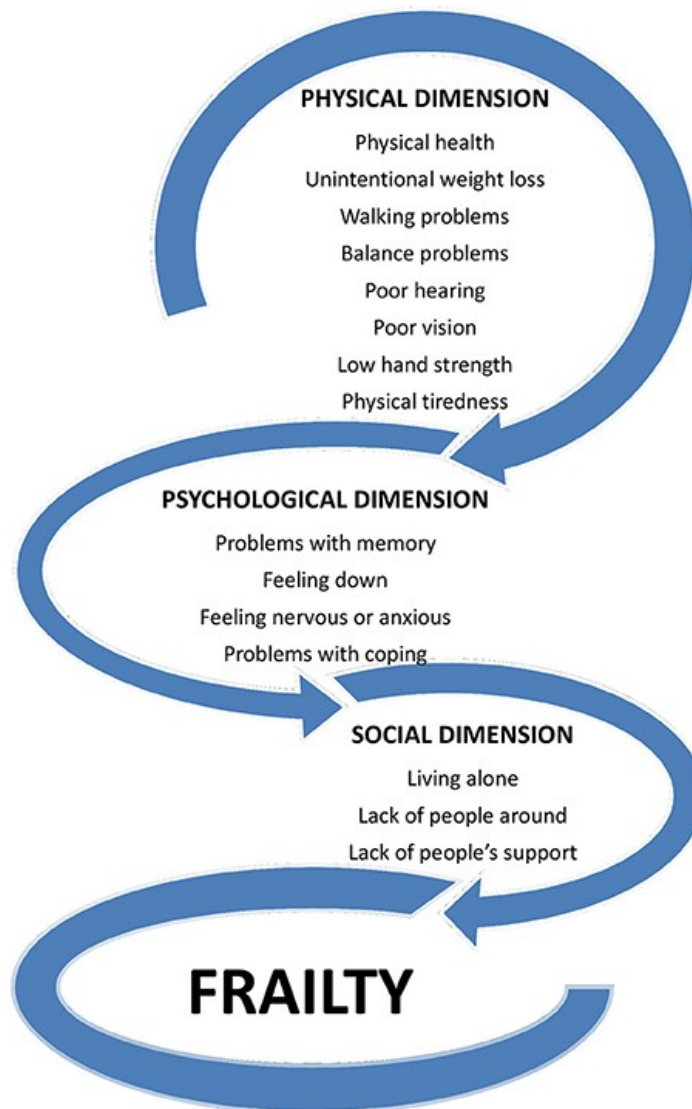 PHYSICAL DIMENSION
Physical health
Unintentional weight loss
Walking problems
Balance problems
Poor hearing
Poor vision
Low hand strength
Physical tiredness
PSYCHOLOGICAL DIMENSION
Problems with memory
Feeling down
Feeling nervous or anxious
Problems with coping
SOCIAL DIMENSION
Living alone
Lack of people around
Lack of people's support
FRAILTY